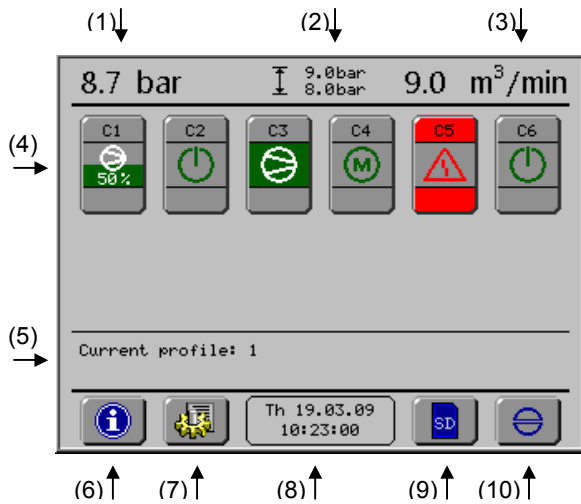 (1) (2) (3)
8.7 bar 9.0bar 8.0bar 9.0 m³/min
(4) C1 C2 C3 C4 C5 C6
50% M
(5)
Current profile: 1
Th 19.03.09
10:23:00
i SD
(6) (7) (8) (9) (10)